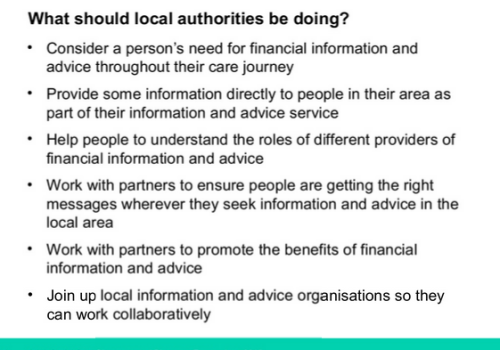 What should local authorities be doing?
• Consider a person's need for financial information and
advice throughout their care journey
• Provide some information directly to people in their area as
part of their information and advice service
• Help people to understand the roles of different providers of
financial information and advice
• Work with partners to ensure people are getting the right
messages wherever they seek information and advice in the
local area
• Work with partners to promote the benefits of financial
information and advice
• Join up local information and advice organisations so they
can work collaboratively